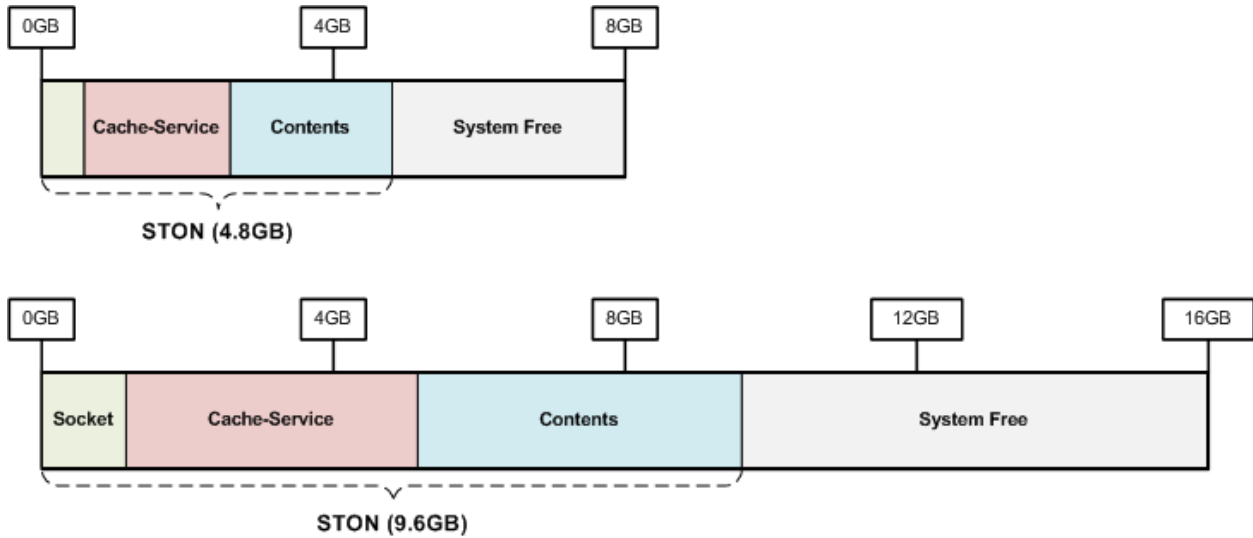 0GB 4GB 8GB
Cache-Service Contents System Free
STON (4.8GB)
0GB 4GB 8GB 12GB 16GB
Socket Cache-Service Contents System Free
STON (9.6GB)